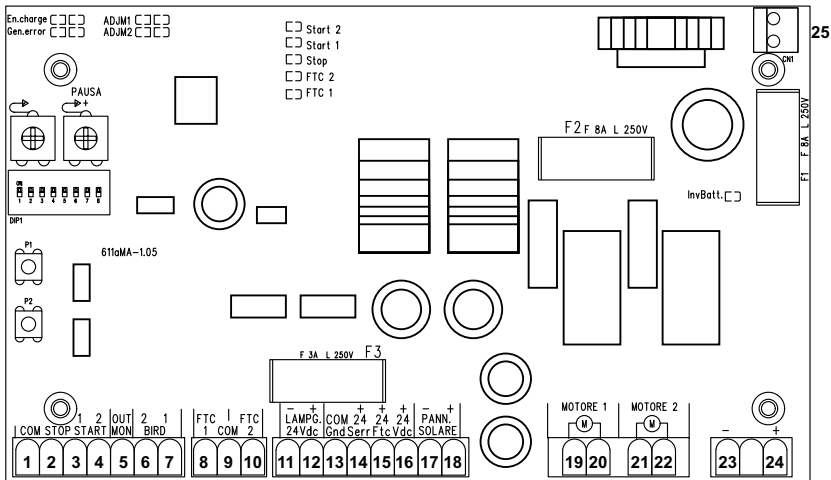 En.charge
Gen.error
ADJM1
ADJM2
Start 2
Start 1
Stop
FTC 2
FTC 1
25
CN1
PAUSA
+
F2 F 8A L 250V
F1 F 8A L 250V
InvBatt.
ON
1 2 3 4 5 6 7 8
DIP1
611aMA-1.05
P1
P2
F 3A L 250V F3
1 2 OUT 2 1
COM STOP START MON BIRD
FTC FTC
1 COM 2
- + COM 24 24 24 - +
LAMPG. PANN.
24Vdc Gnd Serr Ftc Vdc SOLARE
MOTORE 1 MOTORE 2
M M
- +
1 2 3 4 5 6 7 8 9 10 11 12 13 14 15 16 17 18 19 20 21 22 23 24